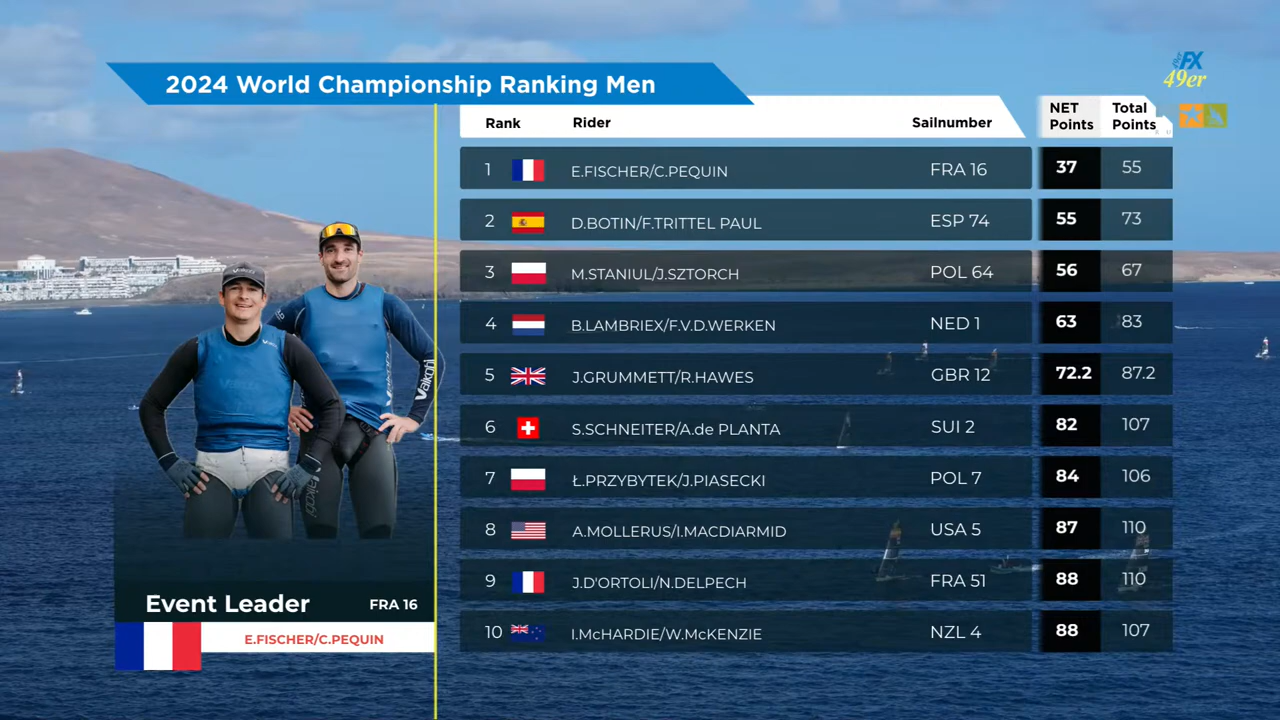 2024 World Championship Ranking Men
FX
49er
Rank Rider Sailnumber NET Points Total Points
1 E.FISCHER/C.PEQUIN FRA 16 37 55
2 D.BOTIN/F.TRITTEL PAUL ESP 74 55 73
3 M.STANIUL/J.SZTORCH POL 64 56 67
4 B.LAMBRIEX/F.V.D.WERKEN NED 1 63 83
5 J.GRUMMETT/R.HAWES GBR 12 72.2 87.2
6 S.SCHNEITER/A.de PLANTA SUI 2 82 107
7 Ł.PRZYBYTEK/J.PIASECKI POL 7 84 106
8 A.MOLLERUS/I.MACDIARMID USA 5 87 110
9 J.D'ORTOLI/N.DELPECH FRA 51 88 110
10 I.McHARDIE/W.McKENZIE NZL 4 88 107
Vaikobi
Event Leader FRA 16
E.FISCHER/C.PEQUIN